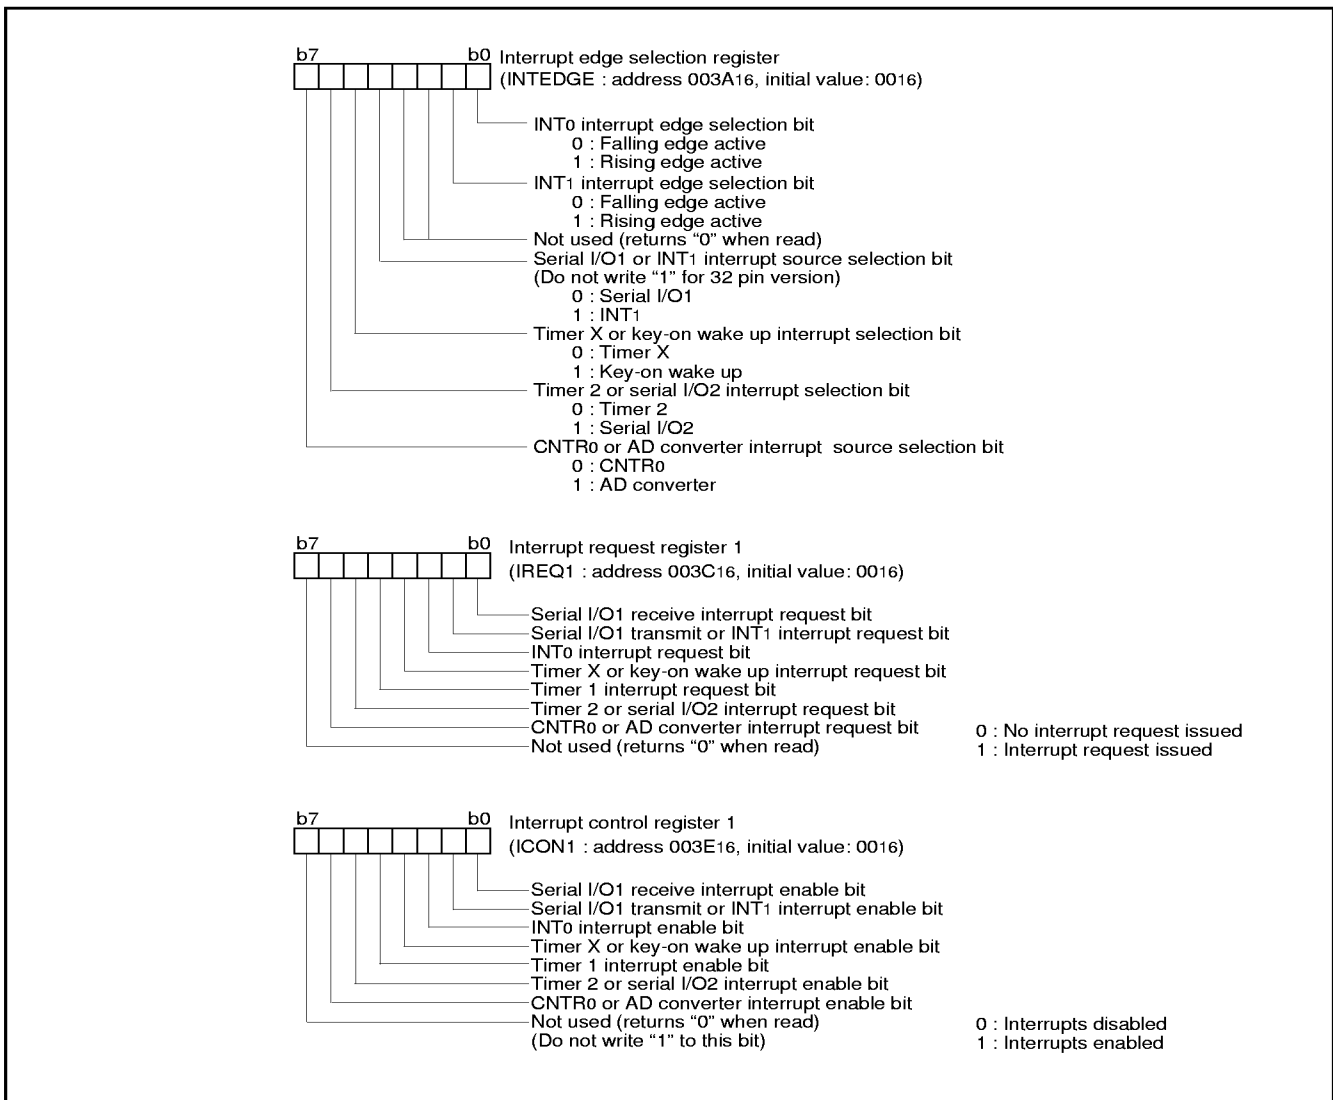 b7 b0 Interrupt edge selection register
(INTEDGE : address 003A16, initial value: 0016)
INT0 interrupt edge selection bit
0 : Falling edge active
1 : Rising edge active
INT1 interrupt edge selection bit
0 : Falling edge active
1 : Rising edge active
Not used (returns “0” when read)
Serial I/O1 or INT1 interrupt source selection bit
(Do not write “1” for 32 pin version)
0 : Serial I/O1
1 : INT1
Timer X or key-on wake up interrupt selection bit
0 : Timer X
1 : Key-on wake up
Timer 2 or serial I/O2 interrupt selection bit
0 : Timer 2
1 : Serial I/O2
CNTR0 or AD converter interrupt source selection bit
0 : CNTR0
1 : AD converter
b7 b0 Interrupt request register 1
(IREQ1 : address 003C16, initial value: 0016)
Serial I/O1 receive interrupt request bit
Serial I/O1 transmit or INT1 interrupt request bit
INT0 interrupt request bit
Timer X or key-on wake up interrupt request bit
Timer 1 interrupt request bit
Timer 2 or serial I/O2 interrupt request bit
CNTR0 or AD converter interrupt request bit
Not used (returns “0” when read)
0 : No interrupt request issued
1 : Interrupt request issued
b7 b0 Interrupt control register 1
(ICON1 : address 003E16, initial value: 0016)
Serial I/O1 receive interrupt enable bit
Serial I/O1 transmit or INT1 interrupt enable bit
INT0 interrupt enable bit
Timer X or key-on wake up interrupt enable bit
Timer 1 interrupt enable bit
Timer 2 or serial I/O2 interrupt enable bit
CNTR0 or AD converter interrupt enable bit
Not used (returns “0” when read)
(Do not write “1” to this bit)
0 : Interrupts disabled
1 : Interrupts enabled